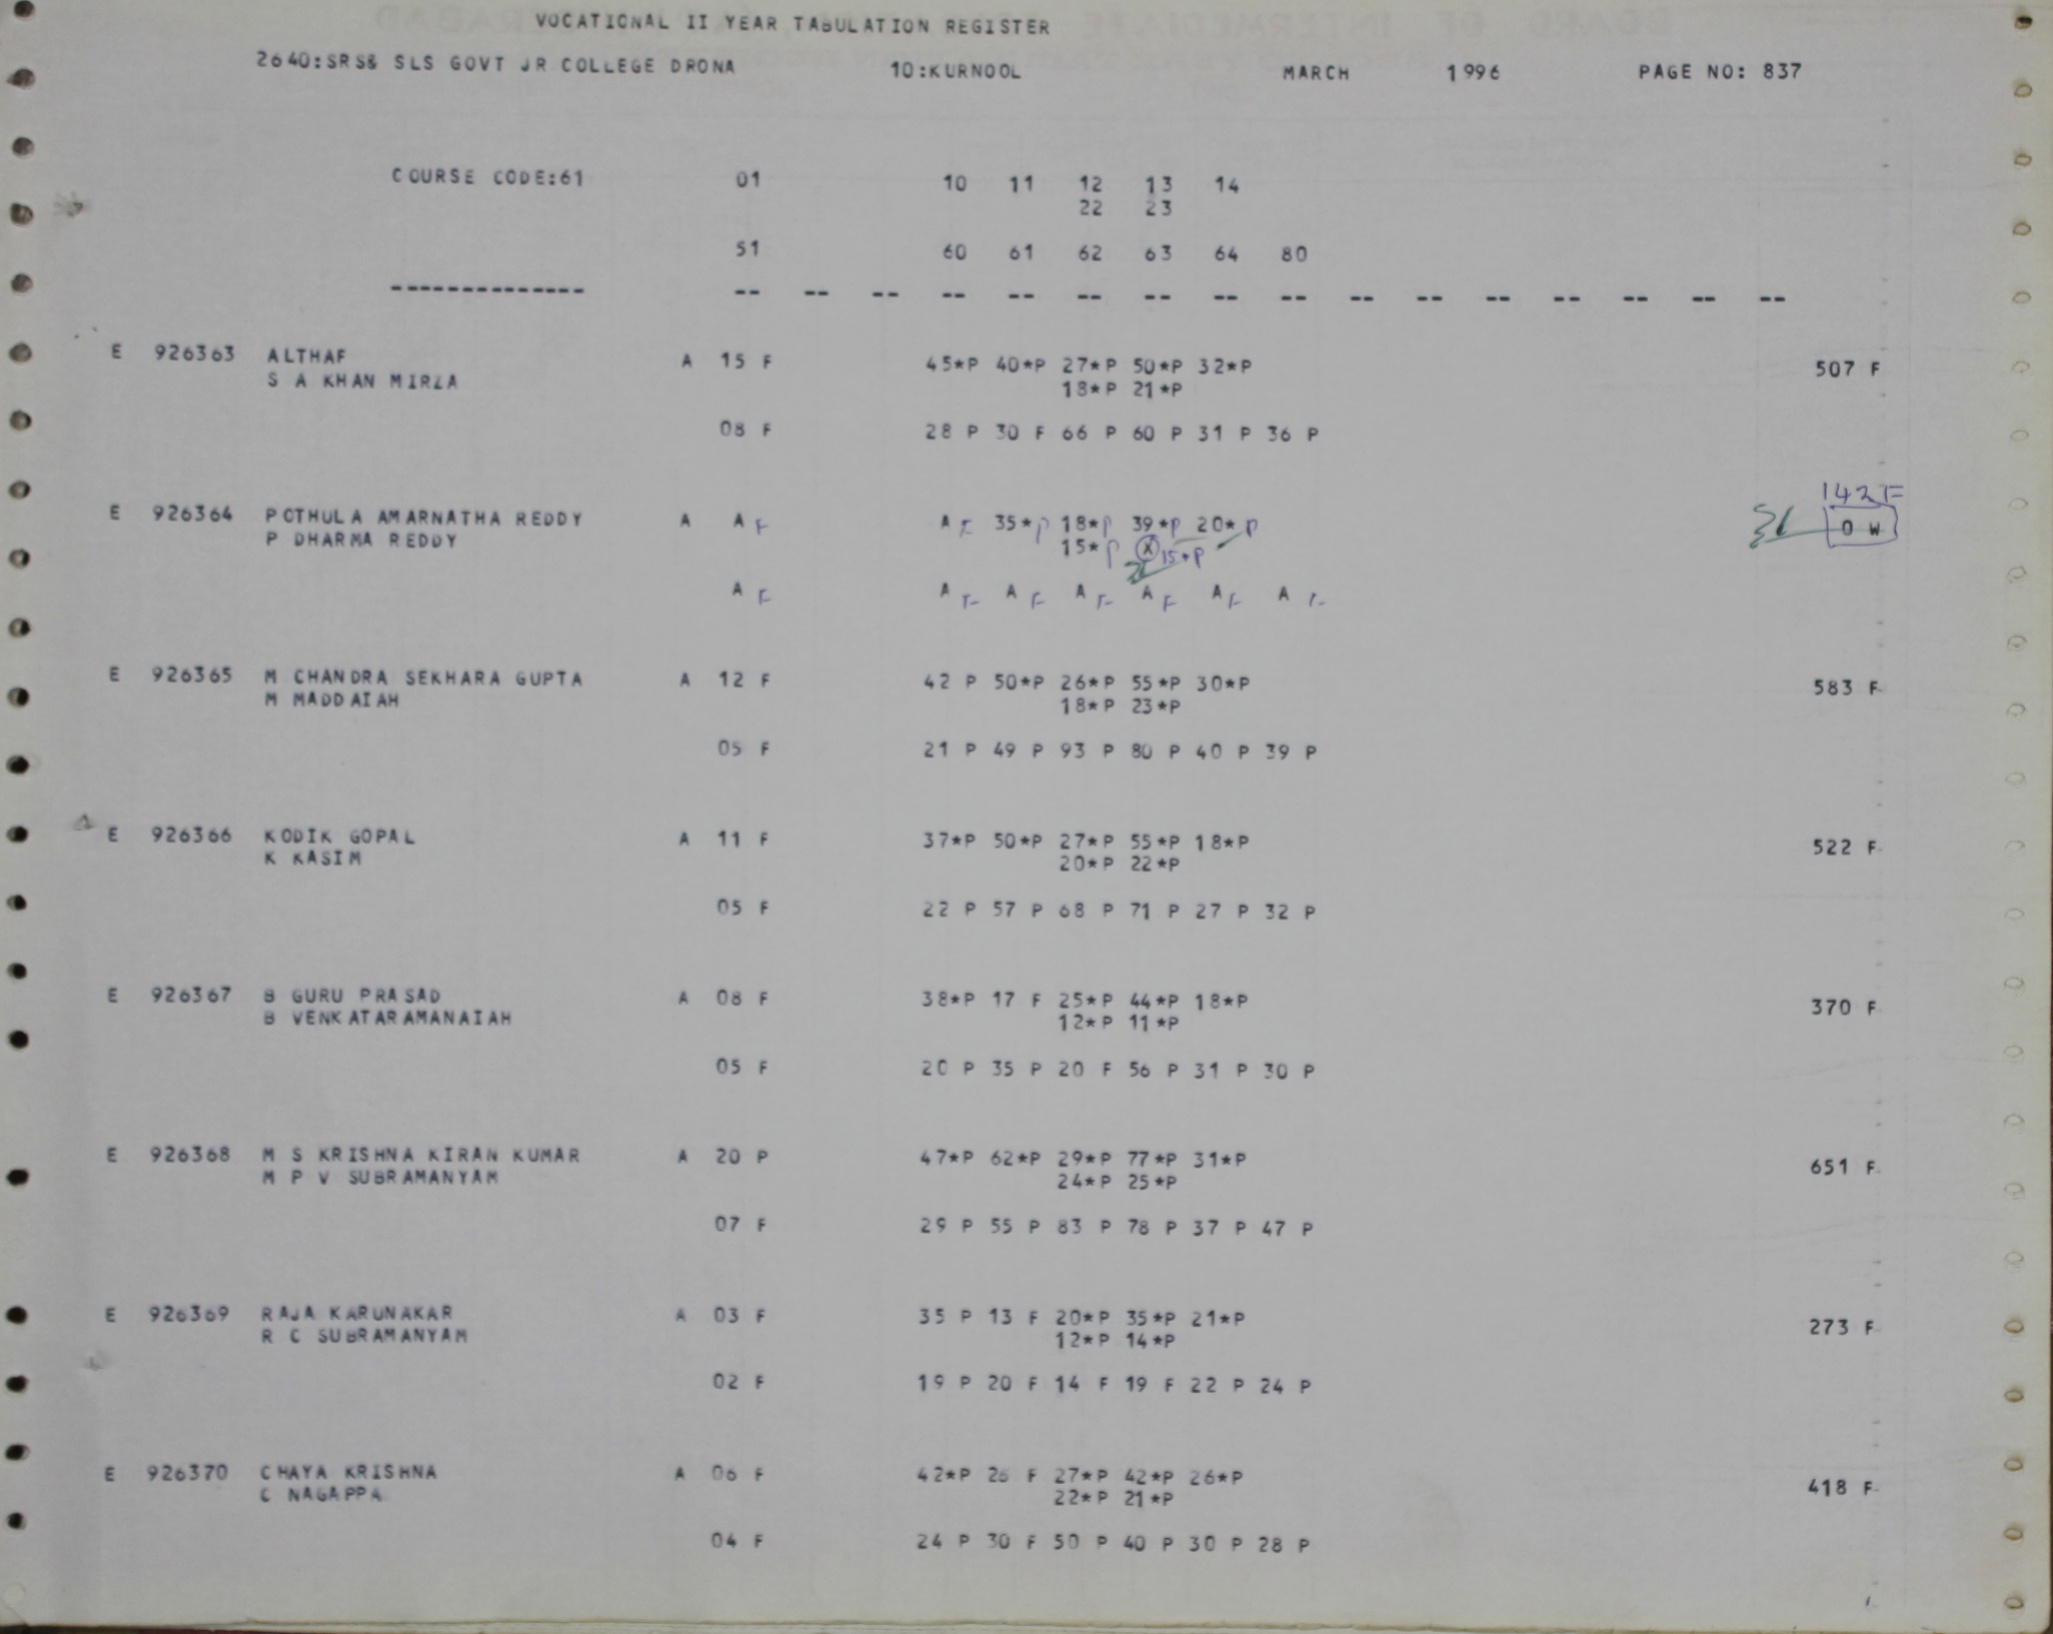 VOCATIONAL II YEAR TABULATION REGISTER
2640:SRS& SLS GOVT JR COLLEGE DRONA 10:KURNOOL MARCH 1996 PAGE NO: 837
COURSE CODE:61 01 10 11 12 13 14
22 23
51 60 61 62 63 64 80
-------------- -- -- -- -- -- -- -- -- -- -- -- -- -- -- -- --
E 926363 ALTHAF A 15 F 45*P 40*P 27*P 50*P 32*P 507 F
S A KHAN MIRZA 18*P 21*P
08 F 28 P 30 F 66 P 60 P 31 P 36 P
142 F
E 926364 POTHULA AMARNATHA REDDY A A F A F 35*P 18*P 39*P 20*P 0 W
P DHARMA REDDY 15*P X 15*P
A F A F A F A F A F A F A F
E 926365 M CHANDRA SEKHARA GUPTA A 12 F 42 P 50*P 26*P 55*P 30*P 583 F
M MADDAIAH 18*P 23*P
05 F 21 P 49 P 93 P 80 P 40 P 39 P
E 926366 KODIK GOPAL A 11 F 37*P 50*P 27*P 55*P 18*P 522 F
K KASIM 20*P 22*P
05 F 22 P 57 P 68 P 71 P 27 P 32 P
E 926367 B GURU PRASAD A 08 F 38*P 17 F 25*P 44*P 18*P 370 F
B VENKATARAMANAIAH 12*P 11*P
05 F 20 P 35 P 20 F 56 P 31 P 30 P
E 926368 M S KRISHNA KIRAN KUMAR A 20 P 47*P 62*P 29*P 77*P 31*P 651 F
M P V SUBRAMANYAM 24*P 25*P
07 F 29 P 55 P 83 P 78 P 37 P 47 P
E 926369 RAJA KARUNAKAR A 03 F 35 P 13 F 20*P 35*P 21*P 273 F
R C SUBRAMANYAM 12*P 14*P
02 F 19 P 20 F 14 F 19 F 22 P 24 P
E 926370 CHAYA KRISHNA A 06 F 42*P 26 F 27*P 42*P 26*P 418 F
C NAGAPPA 22*P 21*P
04 F 24 P 30 F 50 P 40 P 30 P 28 P